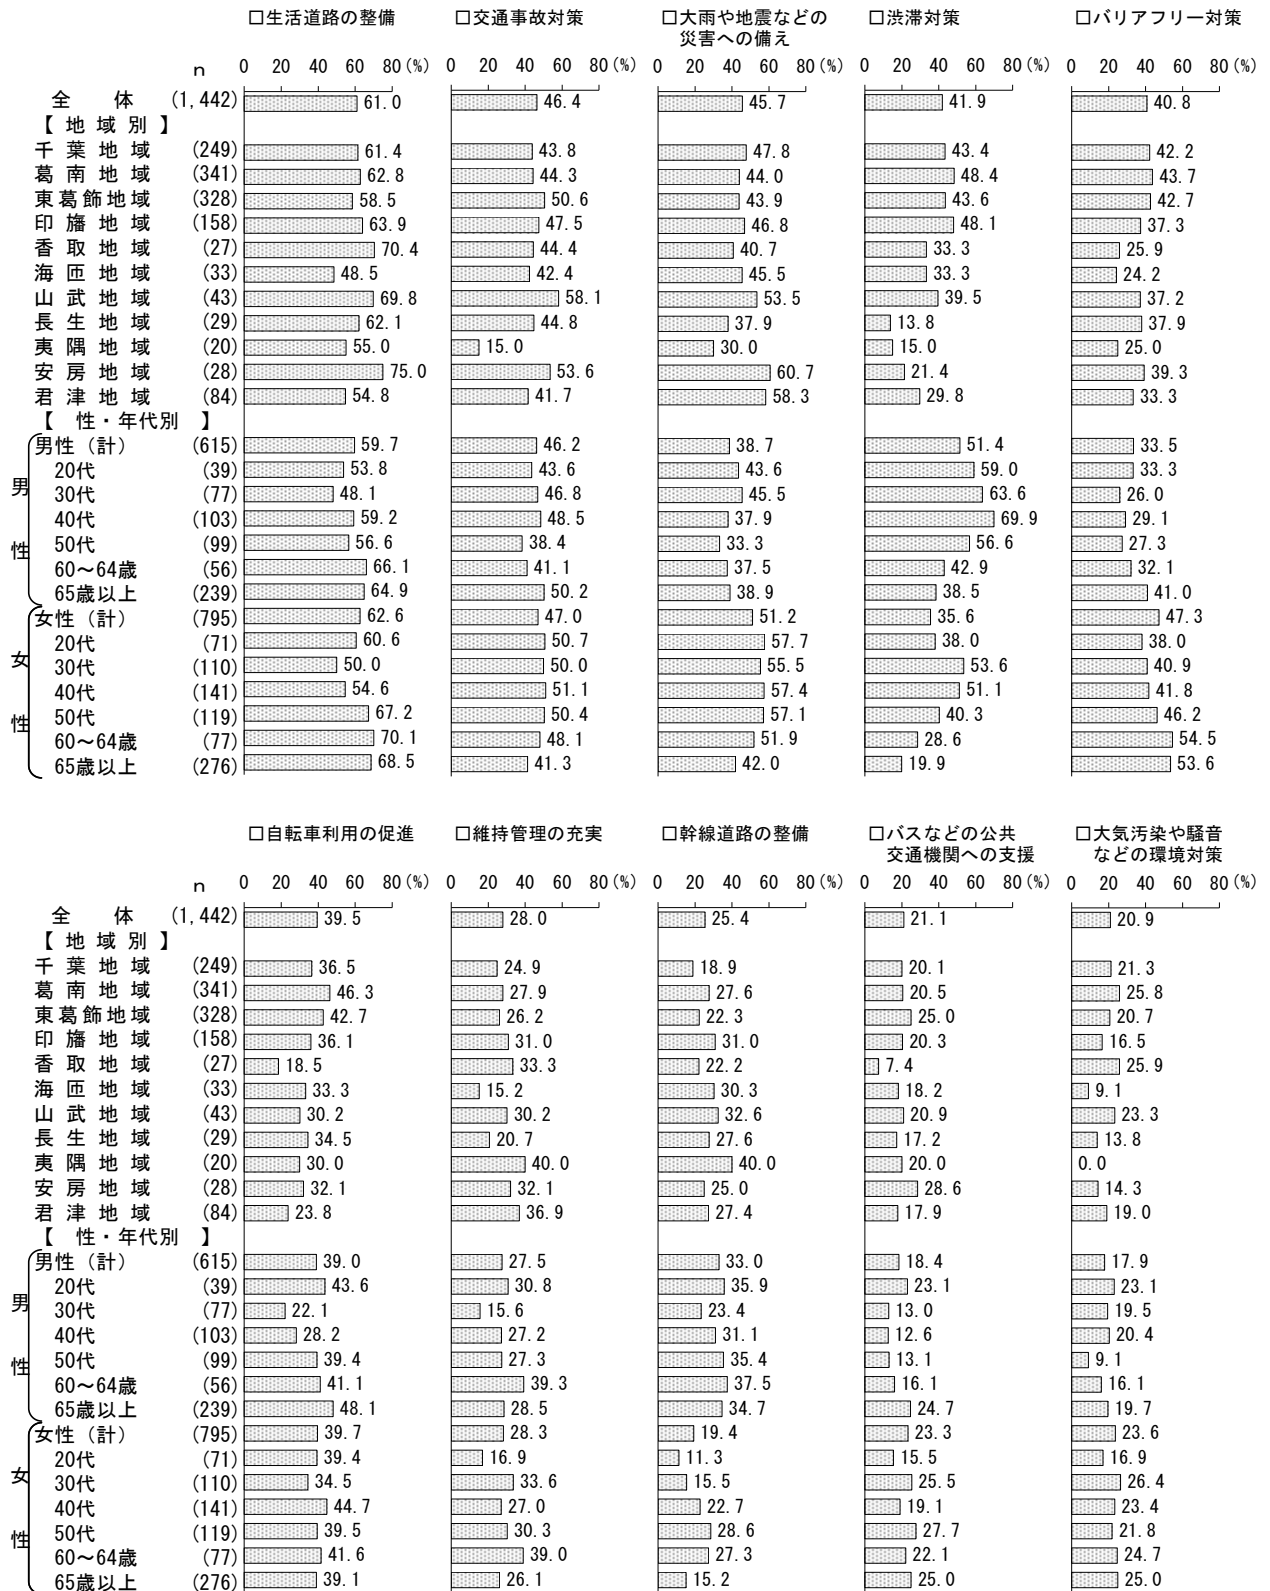 □生活道路の整備 □交通事故対策 □大雨や地震などの 災害への備え □渋滞対策 □バリアフリー対策
n 0 20 40 60 80(%) 0 20 40 60 80(%) 0 20 40 60 80(%) 0 20 40 60 80(%) 0 20 40 60 80(%)
全体 (1,442) 61.0 46.4 45.7 41.9 40.8
【地域別】
千葉地域 (249) 61.4 43.8 47.8 43.4 42.2
葛南地域 (341) 62.8 44.3 44.0 48.4 43.7
東葛飾地域 (328) 58.5 50.6 43.9 43.6 42.7
印旛地域 (158) 63.9 47.5 46.8 48.1 37.3
香取地域 (27) 70.4 44.4 40.7 33.3 25.9
海匝地域 (33) 48.5 42.4 45.5 33.3 24.2
山武地域 (43) 69.8 58.1 53.5 39.5 37.2
長生地域 (29) 62.1 44.8 37.9 13.8 37.9
夷隅地域 (20) 55.0 15.0 30.0 15.0 25.0
安房地域 (28) 75.0 53.6 60.7 21.4 39.3
君津地域 (84) 54.8 41.7 58.3 29.8 33.3
【性・年代別】
男性
男性(計) (615) 59.7 46.2 38.7 51.4 33.5
20代 (39) 53.8 43.6 43.6 59.0 33.3
30代 (77) 48.1 46.8 45.5 63.6 26.0
40代 (103) 59.2 48.5 37.9 69.9 29.1
50代 (99) 56.6 38.4 33.3 56.6 27.3
60～64歳 (56) 66.1 41.1 37.5 42.9 32.1
65歳以上 (239) 64.9 50.2 38.9 38.5 41.0
女性
女性(計) (795) 62.6 47.0 51.2 35.6 47.3
20代 (71) 60.6 50.7 57.7 38.0 38.0
30代 (110) 50.0 50.0 55.5 53.6 40.9
40代 (141) 54.6 51.1 57.4 51.1 41.8
50代 (119) 67.2 50.4 57.1 40.3 46.2
60～64歳 (77) 70.1 48.1 51.9 28.6 54.5
65歳以上 (276) 68.5 41.3 42.0 19.9 53.6
□自転車利用の促進 □維持管理の充実 □幹線道路の整備 □バスなどの公共 交通機関への支援 □大気汚染や騒音 などの環境対策
n 0 20 40 60 80(%) 0 20 40 60 80(%) 0 20 40 60 80(%) 0 20 40 60 80(%) 0 20 40 60 80(%)
全体 (1,442) 39.5 28.0 25.4 21.1 20.9
【地域別】
千葉地域 (249) 36.5 24.9 18.9 20.1 21.3
葛南地域 (341) 46.3 27.9 27.6 20.5 25.8
東葛飾地域 (328) 42.7 26.2 22.3 25.0 20.7
印旛地域 (158) 36.1 31.0 31.0 20.3 16.5
香取地域 (27) 18.5 33.3 22.2 7.4 25.9
海匝地域 (33) 33.3 15.2 30.3 18.2 9.1
山武地域 (43) 30.2 30.2 32.6 20.9 23.3
長生地域 (29) 34.5 20.7 27.6 17.2 13.8
夷隅地域 (20) 30.0 40.0 40.0 20.0 0.0
安房地域 (28) 32.1 32.1 25.0 28.6 14.3
君津地域 (84) 23.8 36.9 27.4 17.9 19.0
【性・年代別】
男性
男性(計) (615) 39.0 27.5 33.0 18.4 17.9
20代 (39) 43.6 30.8 35.9 23.1 23.1
30代 (77) 22.1 15.6 23.4 13.0 19.5
40代 (103) 28.2 27.2 31.1 12.6 20.4
50代 (99) 39.4 27.3 35.4 13.1 9.1
60～64歳 (56) 41.1 39.3 37.5 16.1 16.1
65歳以上 (239) 48.1 28.5 34.7 24.7 19.7
女性
女性(計) (795) 39.7 28.3 19.4 23.3 23.6
20代 (71) 39.4 16.9 11.3 15.5 16.9
30代 (110) 34.5 33.6 15.5 25.5 26.4
40代 (141) 44.7 27.0 22.7 19.1 23.4
50代 (119) 39.5 30.3 28.6 27.7 21.8
60～64歳 (77) 41.6 39.0 27.3 22.1 24.7
65歳以上 (276) 39.1 26.1 15.2 25.0 25.0